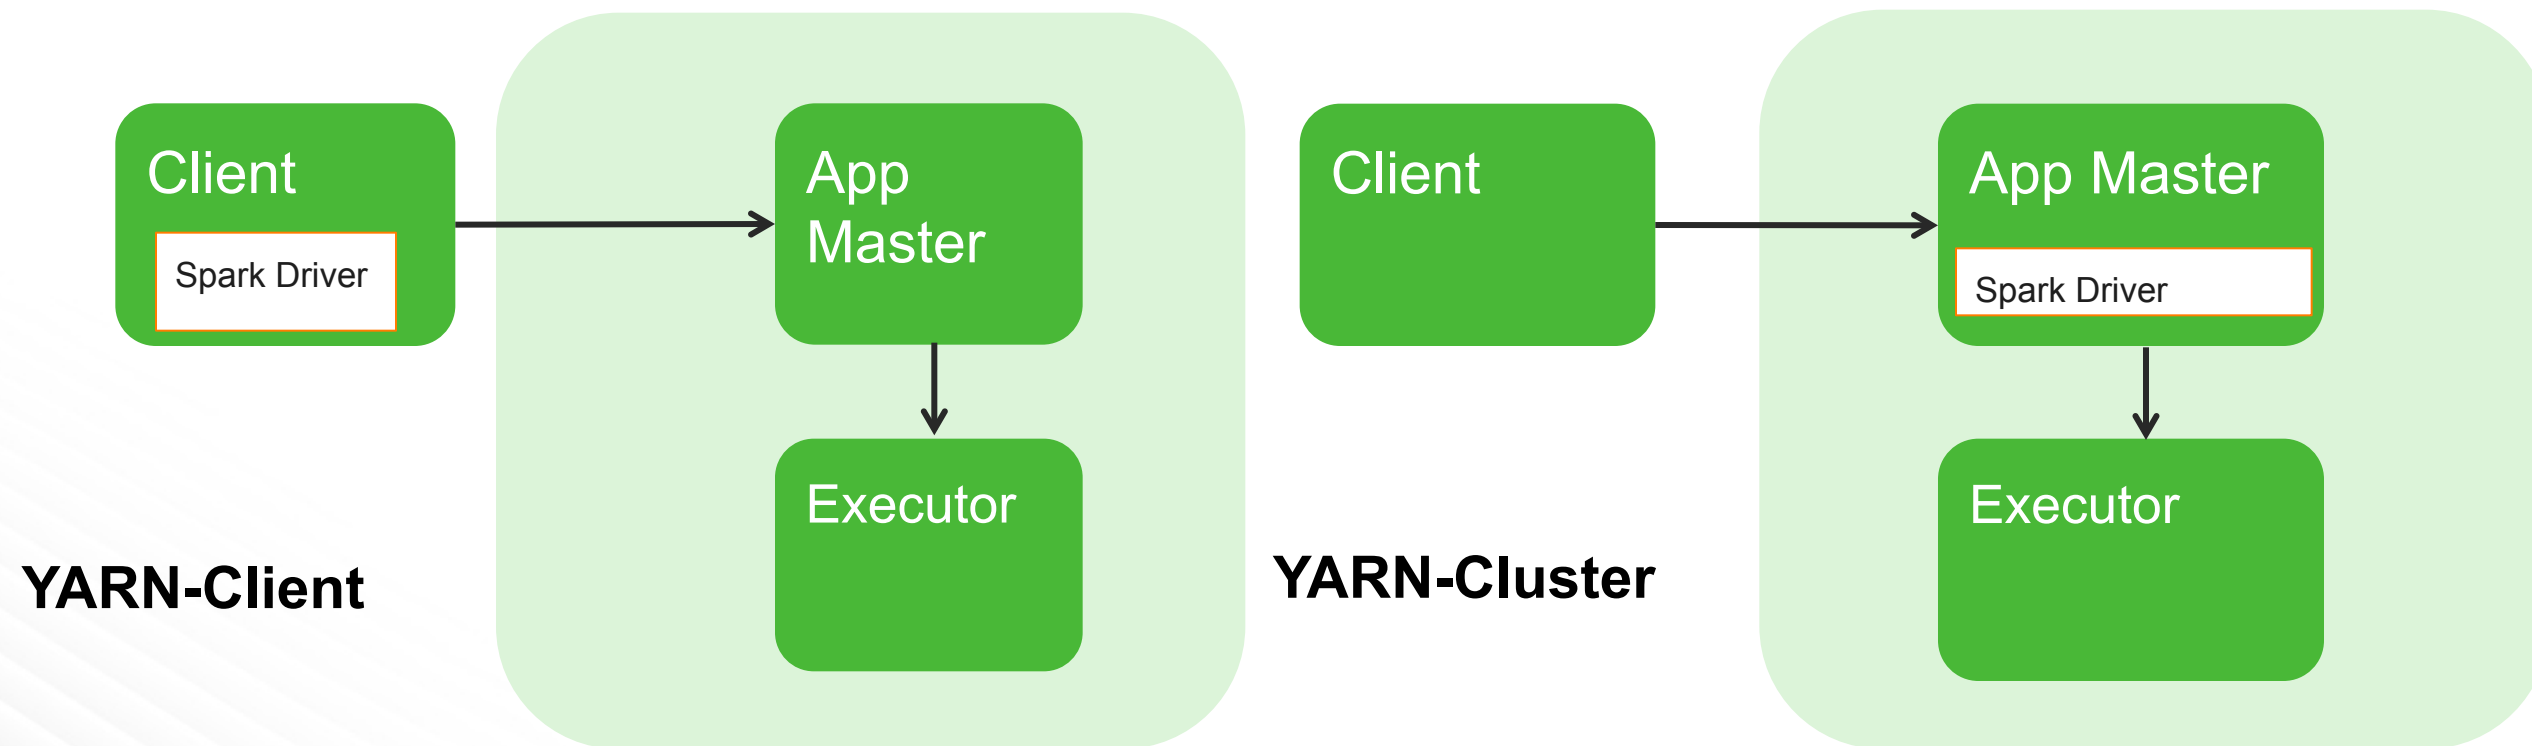 Client
Spark Driver
App
Master
Executor
YARN-Client
Client
App Master
Spark Driver
Executor
YARN-Cluster